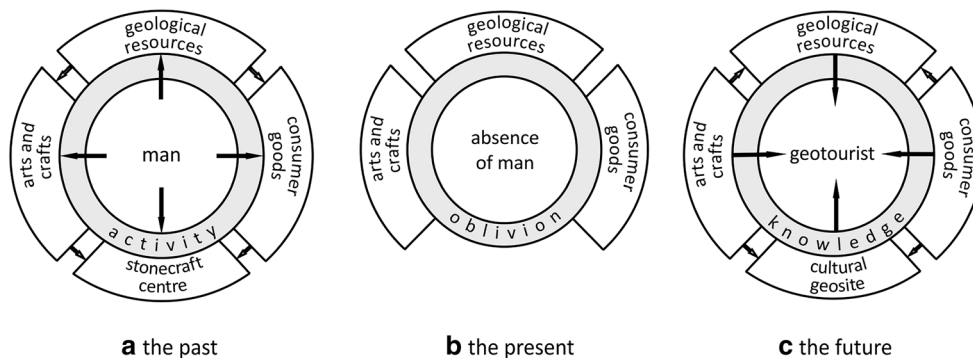 geological
resources
arts and
crafts
man
consumer
goods
activity
stonecraft
centre
a the past
geological
resources
arts and
crafts
absence
of man
consumer
goods
oblivion
b the present
geological
resources
arts and
crafts
geotourist
consumer
goods
knowledge
cultural
geosite
c the future